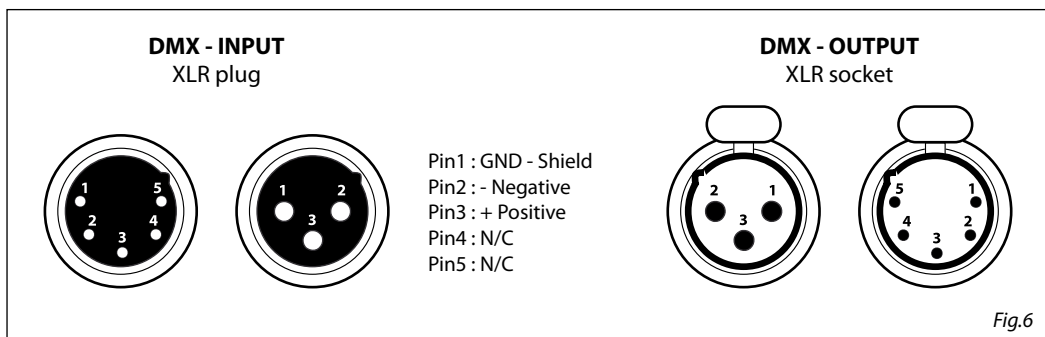 DMX - INPUT
XLR plug
1
5
2
4
3
1
2
3
Pin1 : GND - Shield
Pin2 : - Negative
Pin3 : + Positive
Pin4 : N/C
Pin5 : N/C
DMX - OUTPUT
XLR socket
2
1
3
5
1
4
2
3
Fig.6